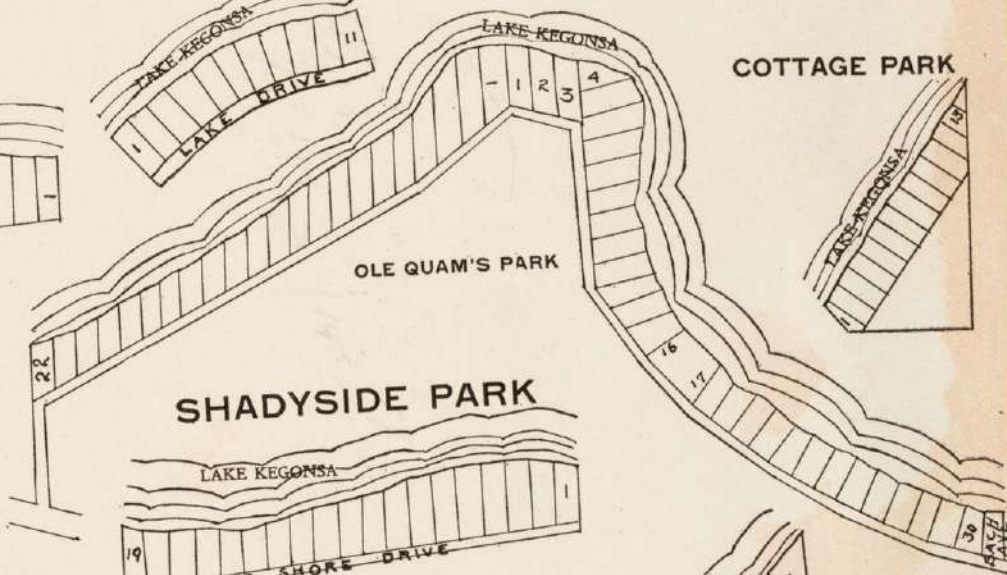 LAKE KEGONSA
11
1
LAKE DRIVE
1
LAKE KEGONSA
1
1
2
3
4
COTTAGE PARK
13
LAKE KEGONSA
1
OLE QUAM'S PARK
22
16
17
SHADYSIDE PARK
LAKE KEGONSA
1
19
SHORE DRIVE
30